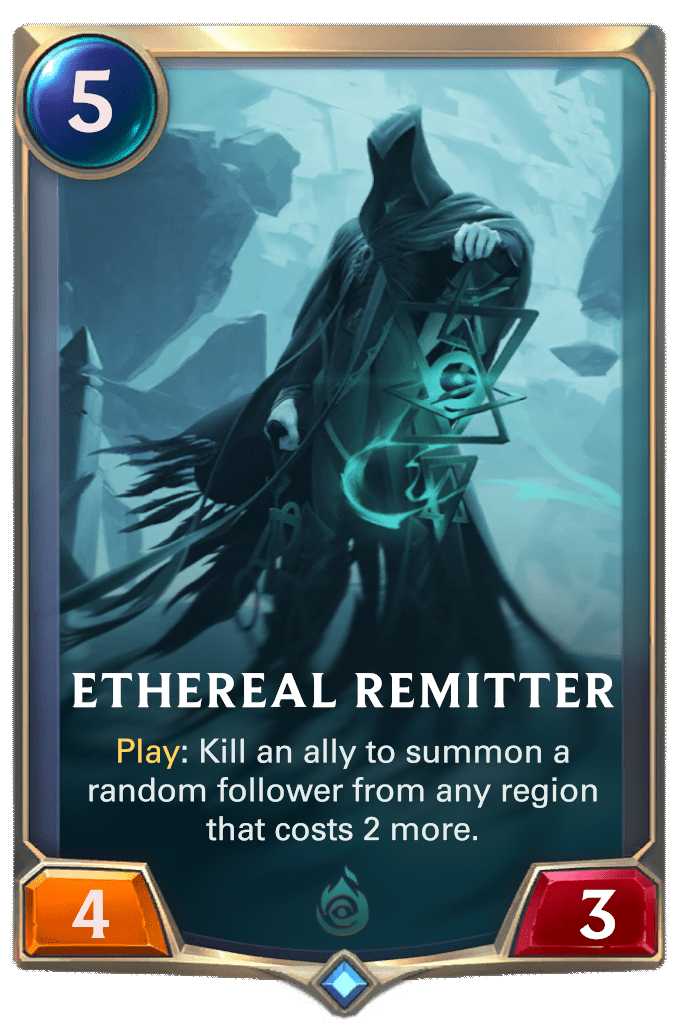 5
ETHEREAL REMITTER
Play: Kill an ally to summon a
random follower from any region
that costs 2 more.
4
3